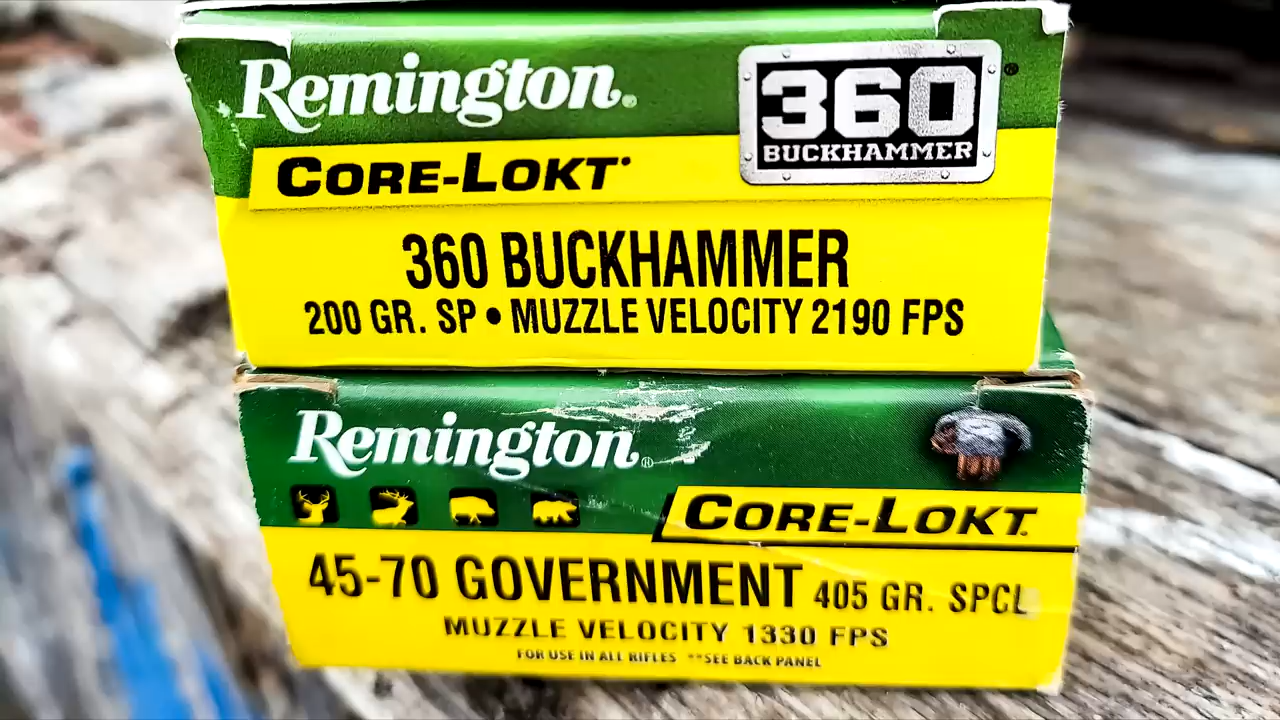 Remington®
360
BUCKHAMMER
®
CORE-LOKT
360 BUCKHAMMER
200 GR. SP • MUZZLE VELOCITY 2190 FPS
Remington®
CORE-LOKT
45-70 GOVERNMENT 405 GR. SPCL
MUZZLE VELOCITY 1330 FPS
FOR USE IN ALL RIFLES **SEE BACK PANEL